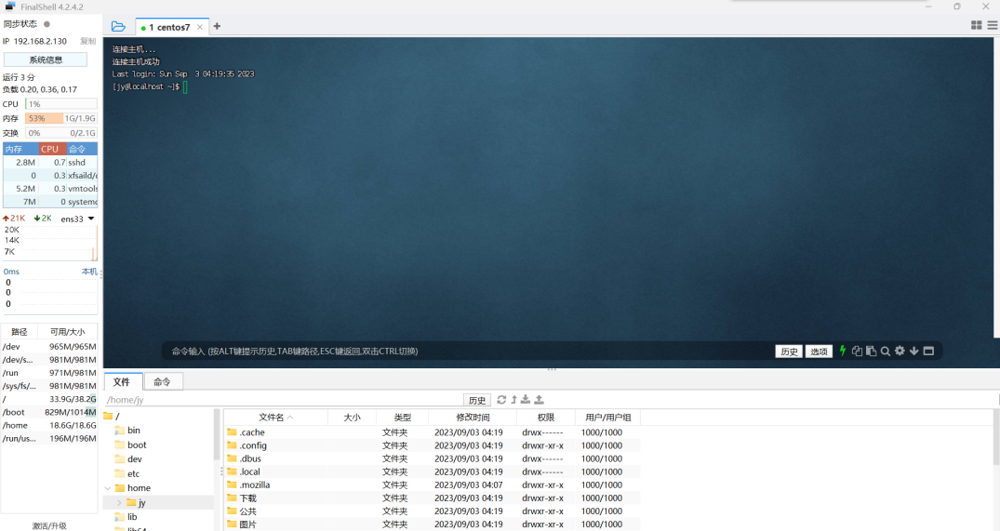 FinalShell 4.2.4.2
同步状态
IP 192.168.2.130 复制
系统信息
运行 3 分
负载 0.20, 0.36, 0.17
CPU 1%
内存 53% 1G/1.9G
交换 0% 0/2.1G
内存 CPU 命令
2.8M 0.7 sshd
0 0.3 xfsaild/
5.2M 0.3 vmtools
7M 0 system
21K 2K ens33
20K
14K
7K
0ms 本机
0
0
0
路径 可用/大小
/dev 965M/965M
/dev/s... 981M/981M
/run 971M/981M
/sys/fs/... 981M/981M
/ 33.9G/38.2G
/boot 829M/1014M
/home 18.6G/18.6G
/run/us... 196M/196M
激活/升级
1 centos7 × +
连接主机...
连接主机成功
Last login: Sun Sep  3 04:19:35 2023
[jy@localhost ~]$
命令输入 (按ALT键提示历史,TAB键路径,ESC键返回,双击CTRL切换)
历史 选项
文件 命令
/home/jy
历史
/
bin
boot
dev
etc
home
jy
lib
lib64
文件名 大小 类型 修改时间 权限 用户/用户组
.cache 文件夹 2023/09/03 04:19 drwx------ 1000/1000
.config 文件夹 2023/09/03 04:19 drwxr-xr-x 1000/1000
.dbus 文件夹 2023/09/03 04:19 drwx------ 1000/1000
.local 文件夹 2023/09/03 04:19 drwx------ 1000/1000
.mozilla 文件夹 2023/09/03 04:07 drwxr-xr-x 1000/1000
下载 文件夹 2023/09/03 04:19 drwxr-xr-x 1000/1000
公共 文件夹 2023/09/03 04:19 drwxr-xr-x 1000/1000
图片 文件夹 2023/09/03 04:19 drwxr-xr-x 1000/1000